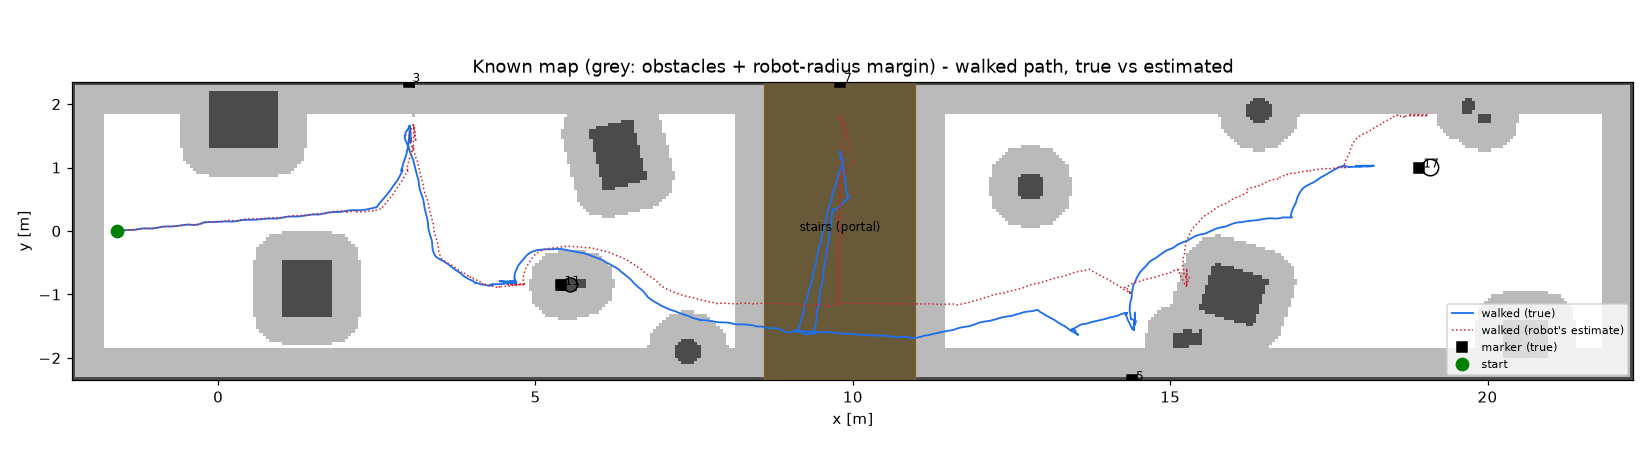 Known map (grey: obstacles + robot-radius margin) - walked path, true vs estimated
3
7
2
1
0
−1
−2
y [m]
stairs (portal)
11
17
5
walked (true)
walked (robot's estimate)
marker (true)
start
0
5
10
15
20
x [m]